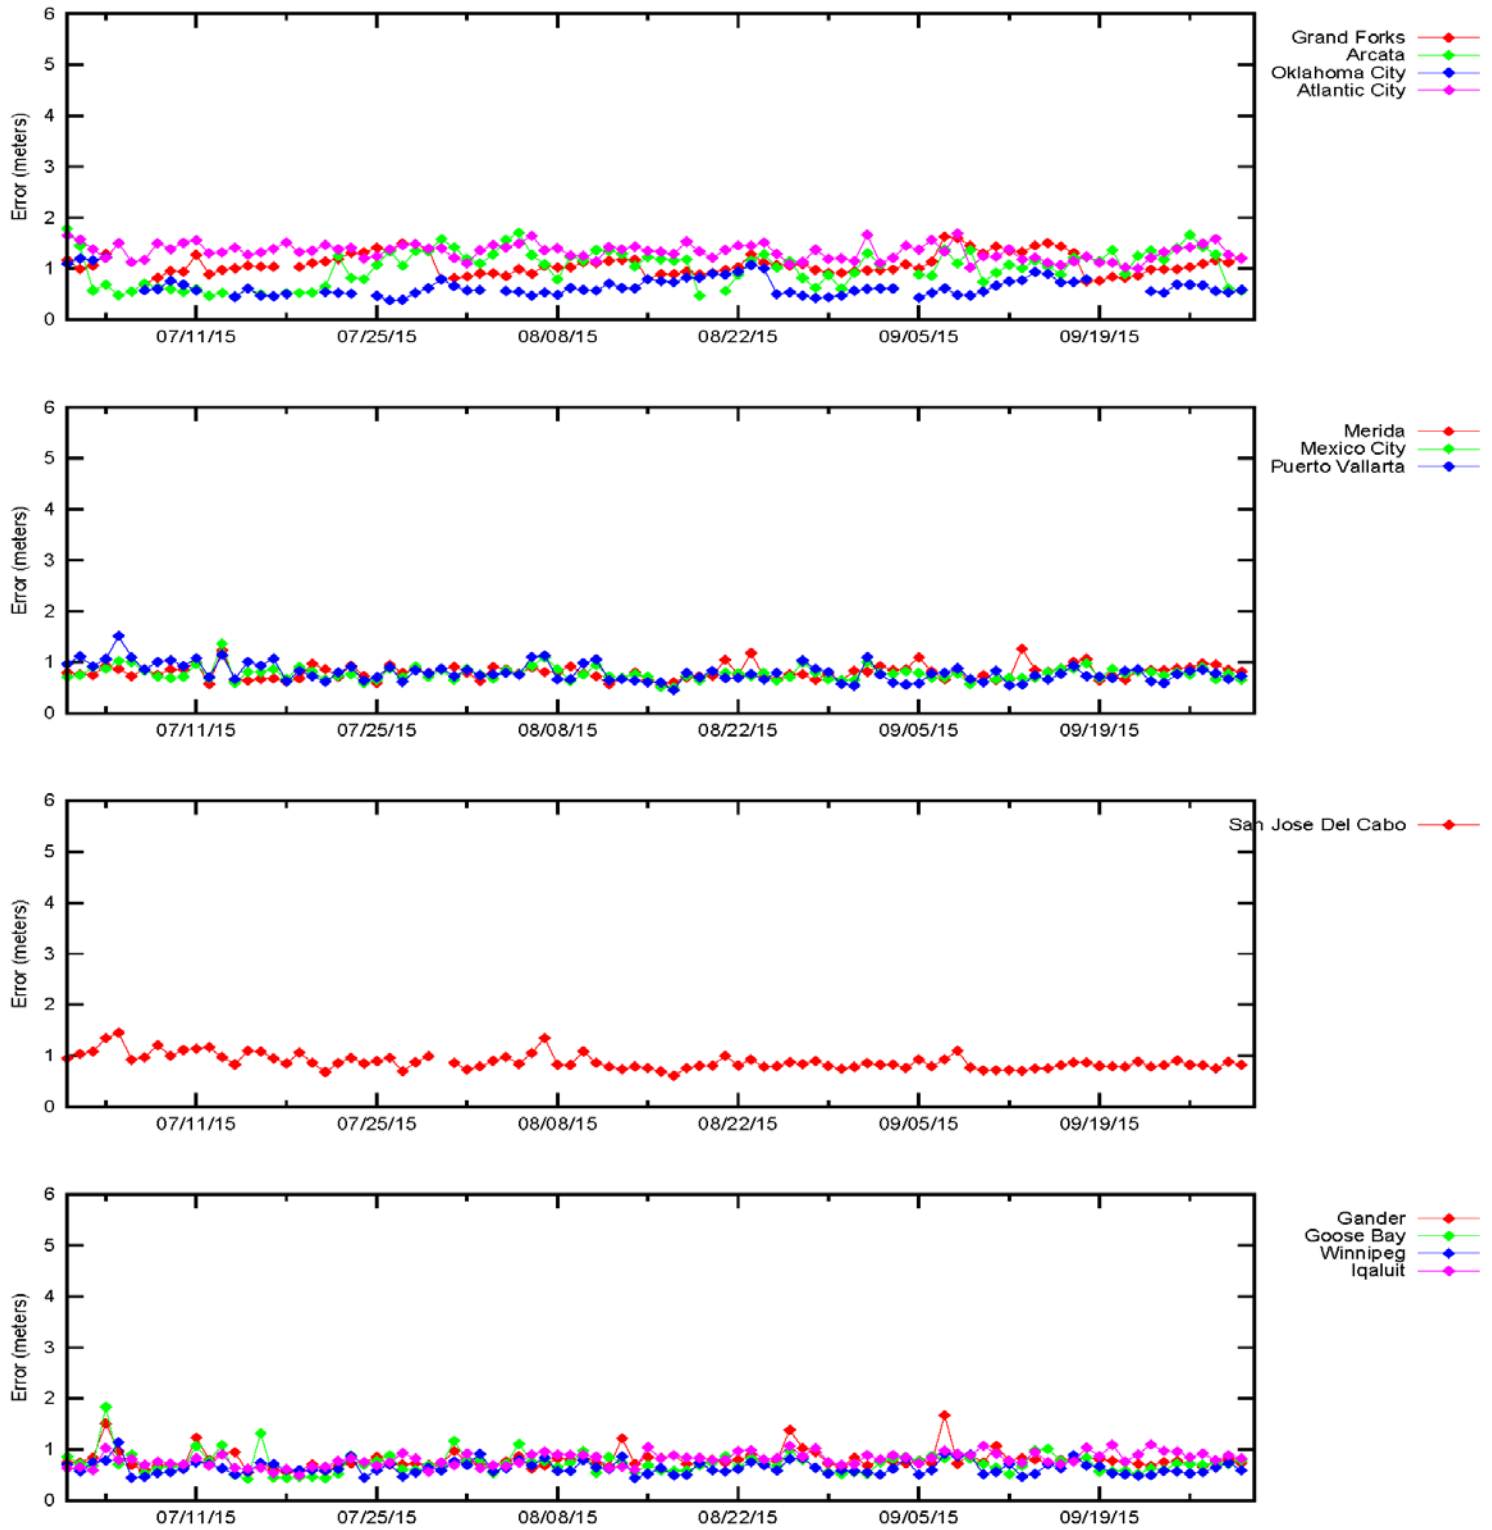 6
5
4
3
2
1
0
Error (meters)
07/11/15 07/25/15 08/08/15 08/22/15 09/05/15 09/19/15
Grand Forks
Arcata
Oklahoma City
Atlantic City
6
5
4
3
2
1
0
Error (meters)
07/11/15 07/25/15 08/08/15 08/22/15 09/05/15 09/19/15
Merida
Mexico City
Puerto Vallarta
6
5
4
3
2
1
0
Error (meters)
07/11/15 07/25/15 08/08/15 08/22/15 09/05/15 09/19/15
San Jose Del Cabo
6
5
4
3
2
1
0
Error (meters)
07/11/15 07/25/15 08/08/15 08/22/15 09/05/15 09/19/15
Gander
Goose Bay
Winnipeg
Iqaluit